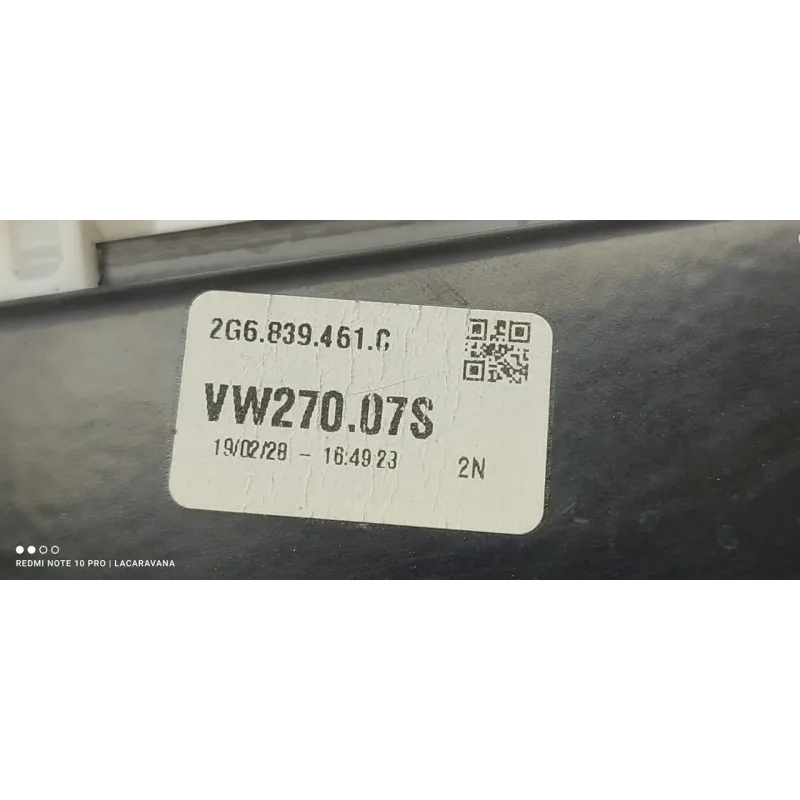 2G6.839.461.C
VW270.07S
19/02/28 - 16:49:23
2N
REDMI NOTE 10 PRO | LACARAVANA